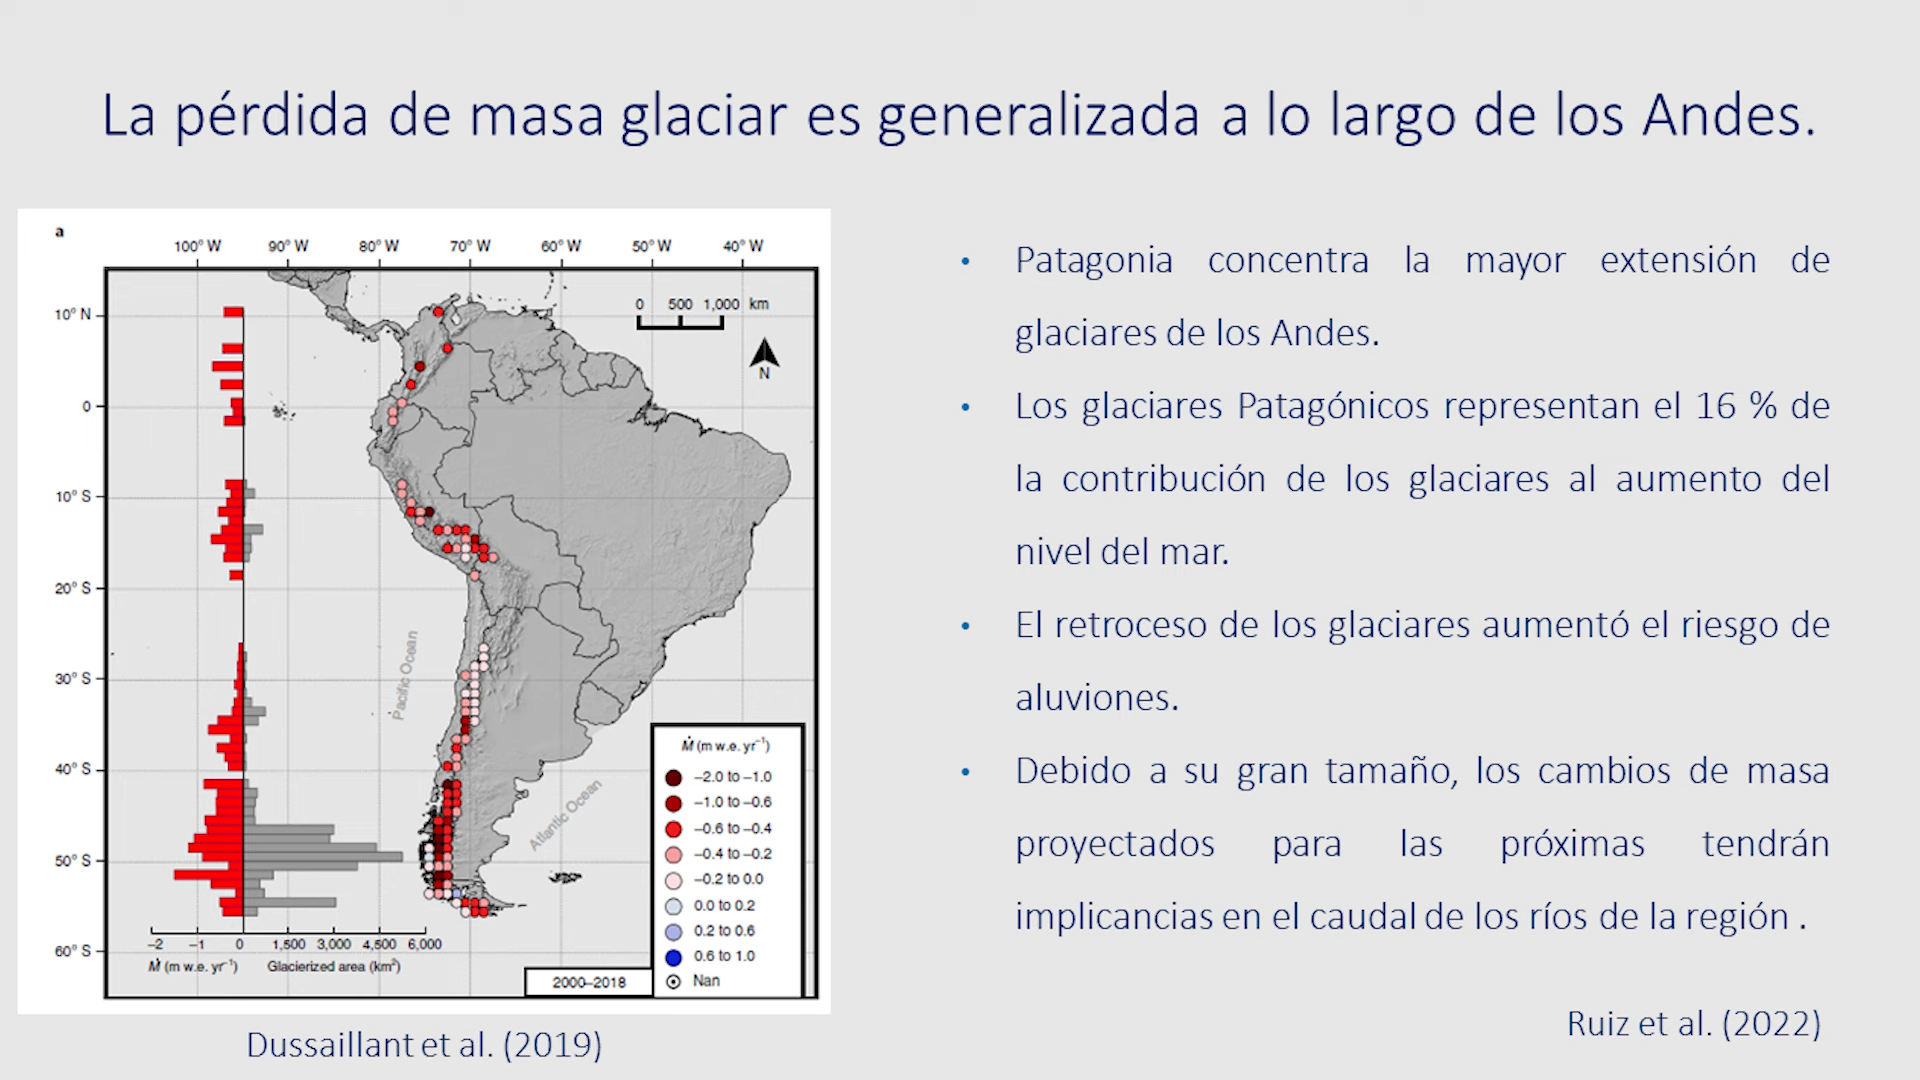 La pérdida de masa glaciar es generalizada a lo largo de los Andes.
a
100° W 90° W 80° W 70° W 60° W 50° W 40° W
10° N
0
10° S
20° S
30° S
40° S
50° S
60° S
0 500 1,000 km
N
Pacific Ocean
Atlantic Ocean
Ṁ (m w.e. yr⁻¹)
−2.0 to −1.0
−1.0 to −0.6
−0.6 to −0.4
−0.4 to −0.2
−0.2 to 0.0
0.0 to 0.2
0.2 to 0.6
0.6 to 1.0
Nan
−2 −1 0 1,500 3,000 4,500 6,000
Ṁ (m w.e. yr⁻¹) Glacierized area (km²)
2000–2018
Dussaillant et al. (2019)
• Patagonia concentra la mayor extensión de
glaciares de los Andes.
• Los glaciares Patagónicos representan el 16 % de
la contribución de los glaciares al aumento del
nivel del mar.
• El retroceso de los glaciares aumentó el riesgo de
aluviones.
• Debido a su gran tamaño, los cambios de masa
proyectados para las próximas tendrán
implicancias en el caudal de los ríos de la región .
Ruiz et al. (2022)